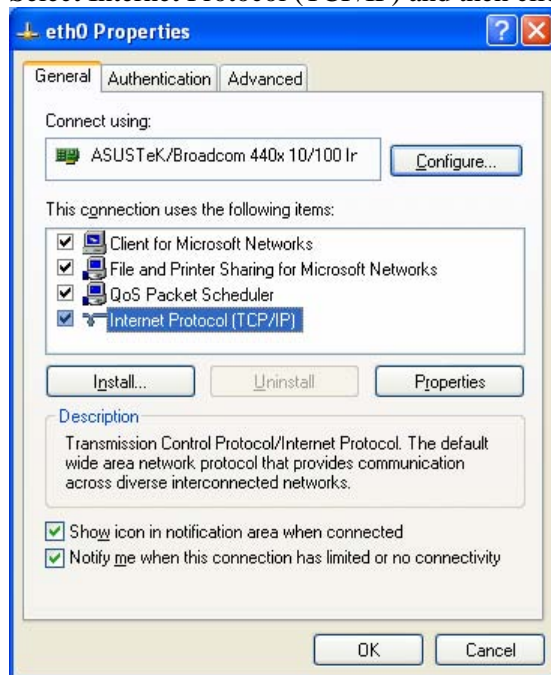 eth0 Properties
General Authentication Advanced
Connect using:
ASUSTeK/Broadcom 440x 10/100 Ir Configure...
This connection uses the following items:
Client for Microsoft Networks
File and Printer Sharing for Microsoft Networks
QoS Packet Scheduler
Internet Protocol (TCP/IP)
Install... Uninstall Properties
Description
Transmission Control Protocol/Internet Protocol. The default
wide area network protocol that provides communication
across diverse interconnected networks.
Show icon in notification area when connected
Notify me when this connection has limited or no connectivity
OK Cancel